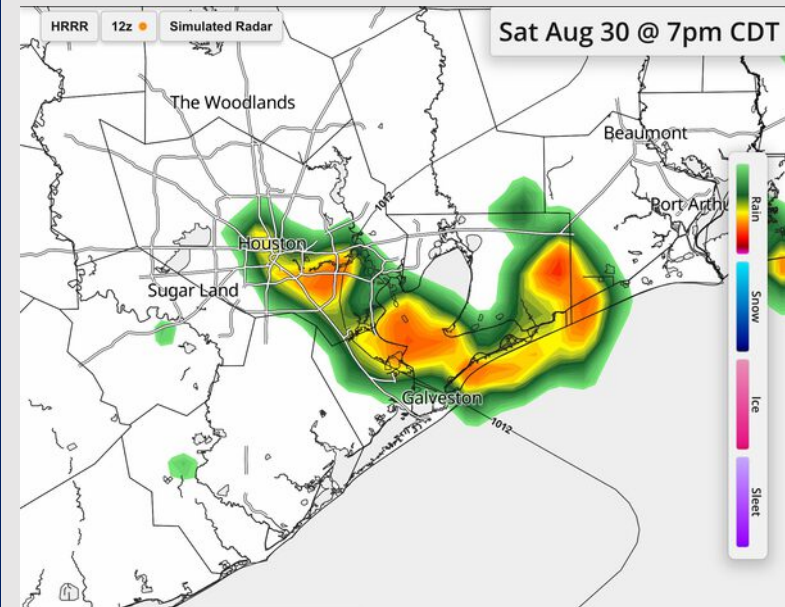 HRRR 12z Simulated Radar
Sat Aug 30 @ 7pm CDT
The Woodlands
Beaumont
Rain
1012
Port Arthu
Houston
Sugar Land
Snow
Ice
Galveston
1012
Sleet